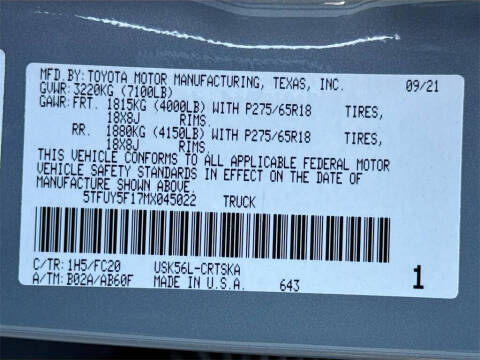 MFD.BY: TOYOTA MOTOR MANUFACTURING, TEXAS, INC. 09/21
GVWR: 3220KG (7100LB)
GAWR: FRT. 1815KG (4000LB) WITH P275/65R18 TIRES,
18X8J RIMS.
RR. 1880KG (4150LB) WITH P275/65R18 TIRES,
18X8J RIMS.
THIS VEHICLE CONFORMS TO ALL APPLICABLE FEDERAL MOTOR
VEHICLE SAFETY STANDARDS IN EFFECT ON THE DATE OF
MANUFACTURE SHOWN ABOVE.
5TFUY5F17MX045022 TRUCK
C/TR: 1H5/FC20 USK56L-CRTSKA
A/TM: B02A/AB60F MADE IN U.S.A. 643 1